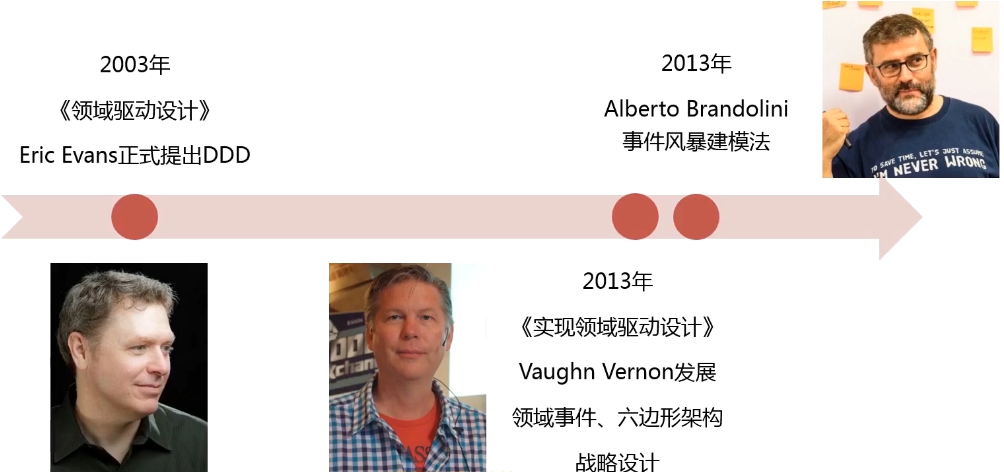 2003年
《领域驱动设计》
Eric Evans正式提出DDD
2013年
Alberto Brandolini
事件风暴建模法
TO SAVE TIME, LET'S JUST ASSUME
I'M NEVER WRONG
2013年
《实现领域驱动设计》
Vaughn Vernon发展
领域事件、六边形架构
战略设计